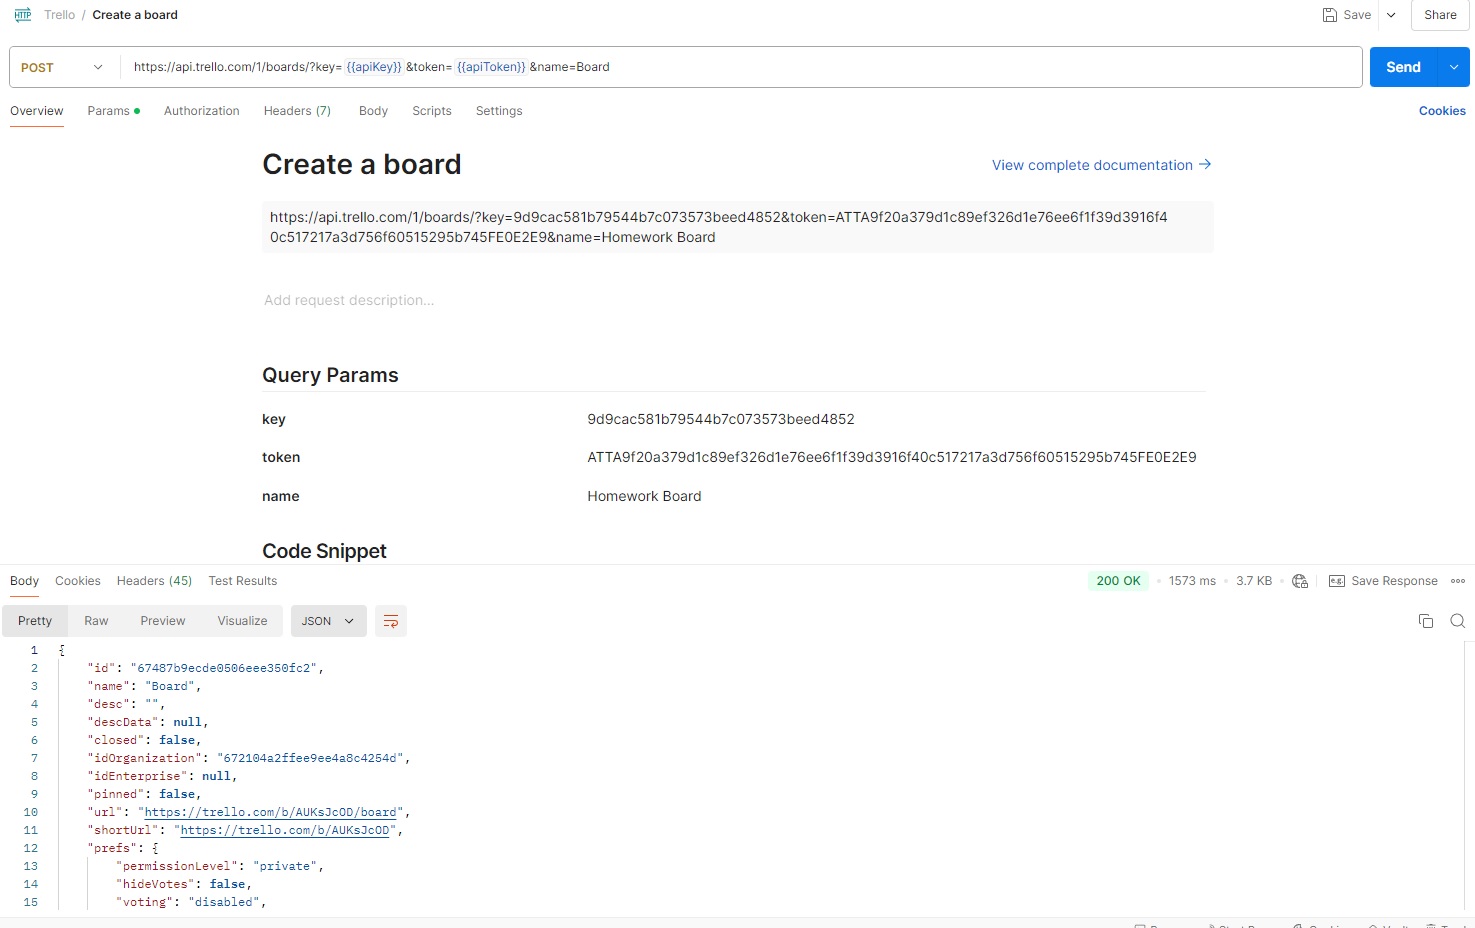 HTTP Trello / Create a board Save Share
POST https://api.trello.com/1/boards/?key= {{apiKey}} &token= {{apiToken}} &name=Board Send
Overview Params Authorization Headers (7) Body Scripts Settings Cookies
Create a board View complete documentation →
https://api.trello.com/1/boards/?key=9d9cac581b79544b7c073573beed4852&token=ATTA9f20a379d1c89ef326d1e76ee6f1f39d3916f4
0c517217a3d756f60515295b745FE0E2E9&name=Homework Board
Add request description...
Query Params
key 9d9cac581b79544b7c073573beed4852
token ATTA9f20a379d1c89ef326d1e76ee6f1f39d3916f40c517217a3d756f60515295b745FE0E2E9
name Homework Board
Code Snippet
Body Cookies Headers (45) Test Results 200 OK 1573 ms 3.7 KB e.g. Save Response
Pretty Raw Preview Visualize JSON
1 {
2 "id": "67487b9ecde0506eee350fc2",
3 "name": "Board",
4 "desc": "",
5 "descData": null,
6 "closed": false,
7 "idOrganization": "672104a2ffee9ee4a8c4254d",
8 "idEnterprise": null,
9 "pinned": false,
10 "url": "https://trello.com/b/AUKsJcOD/board",
11 "shortUrl": "https://trello.com/b/AUKsJcOD",
12 "prefs": {
13 "permissionLevel": "private",
14 "hideVotes": false,
15 "voting": "disabled",